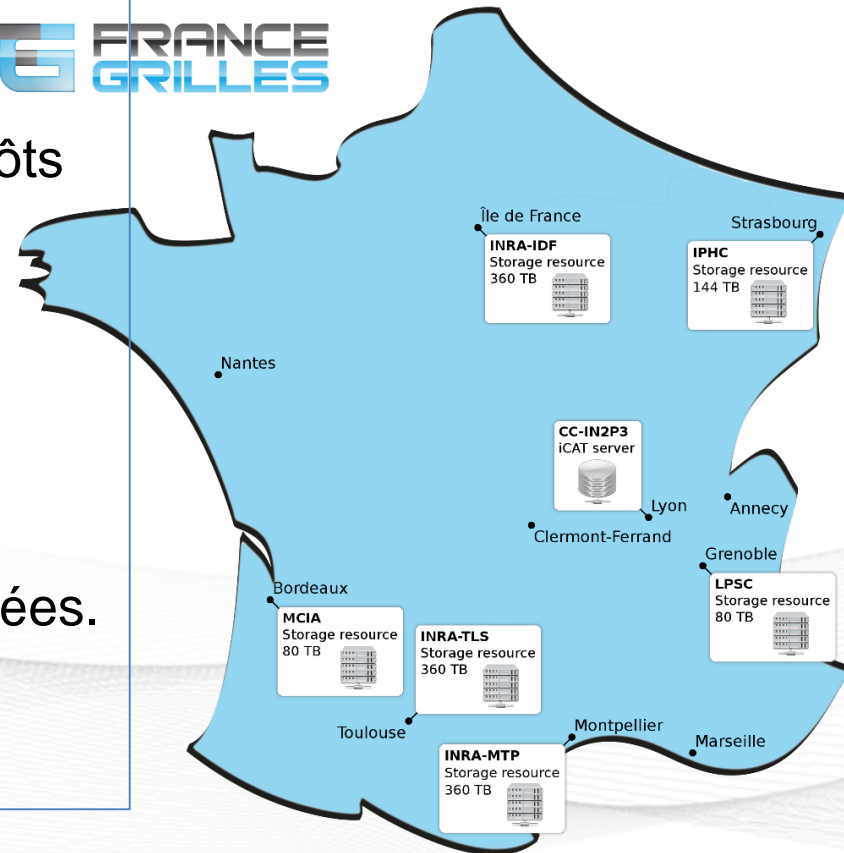 FRANCE
GRILLES
ôts
ées.
Île de France
INRA-IDF
Storage resource
360 TB
Strasbourg
IPHC
Storage resource
144 TB
Nantes
CC-IN2P3
iCAT server
Lyon
Annecy
Clermont-Ferrand
Grenoble
LPSC
Storage resource
80 TB
Bordeaux
MCIA
Storage resource
80 TB
INRA-TLS
Storage resource
360 TB
Toulouse
Montpellier
INRA-MTP
Storage resource
360 TB
Marseille